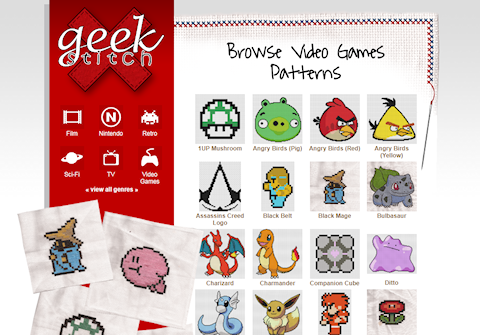 geek
stitch
Film
Nintendo
Retro
Sci-Fi
TV
Video
Games
« view all genres »
Browse Video Games
Patterns
1UP Mushroom
Angry Birds (Pig)
Angry Birds (Red)
Angry Birds
(Yellow)
Assassins Creed
Logo
Black Belt
Black Mage
Bulbasaur
Charizard
Charmander
Companion Cube
Ditto